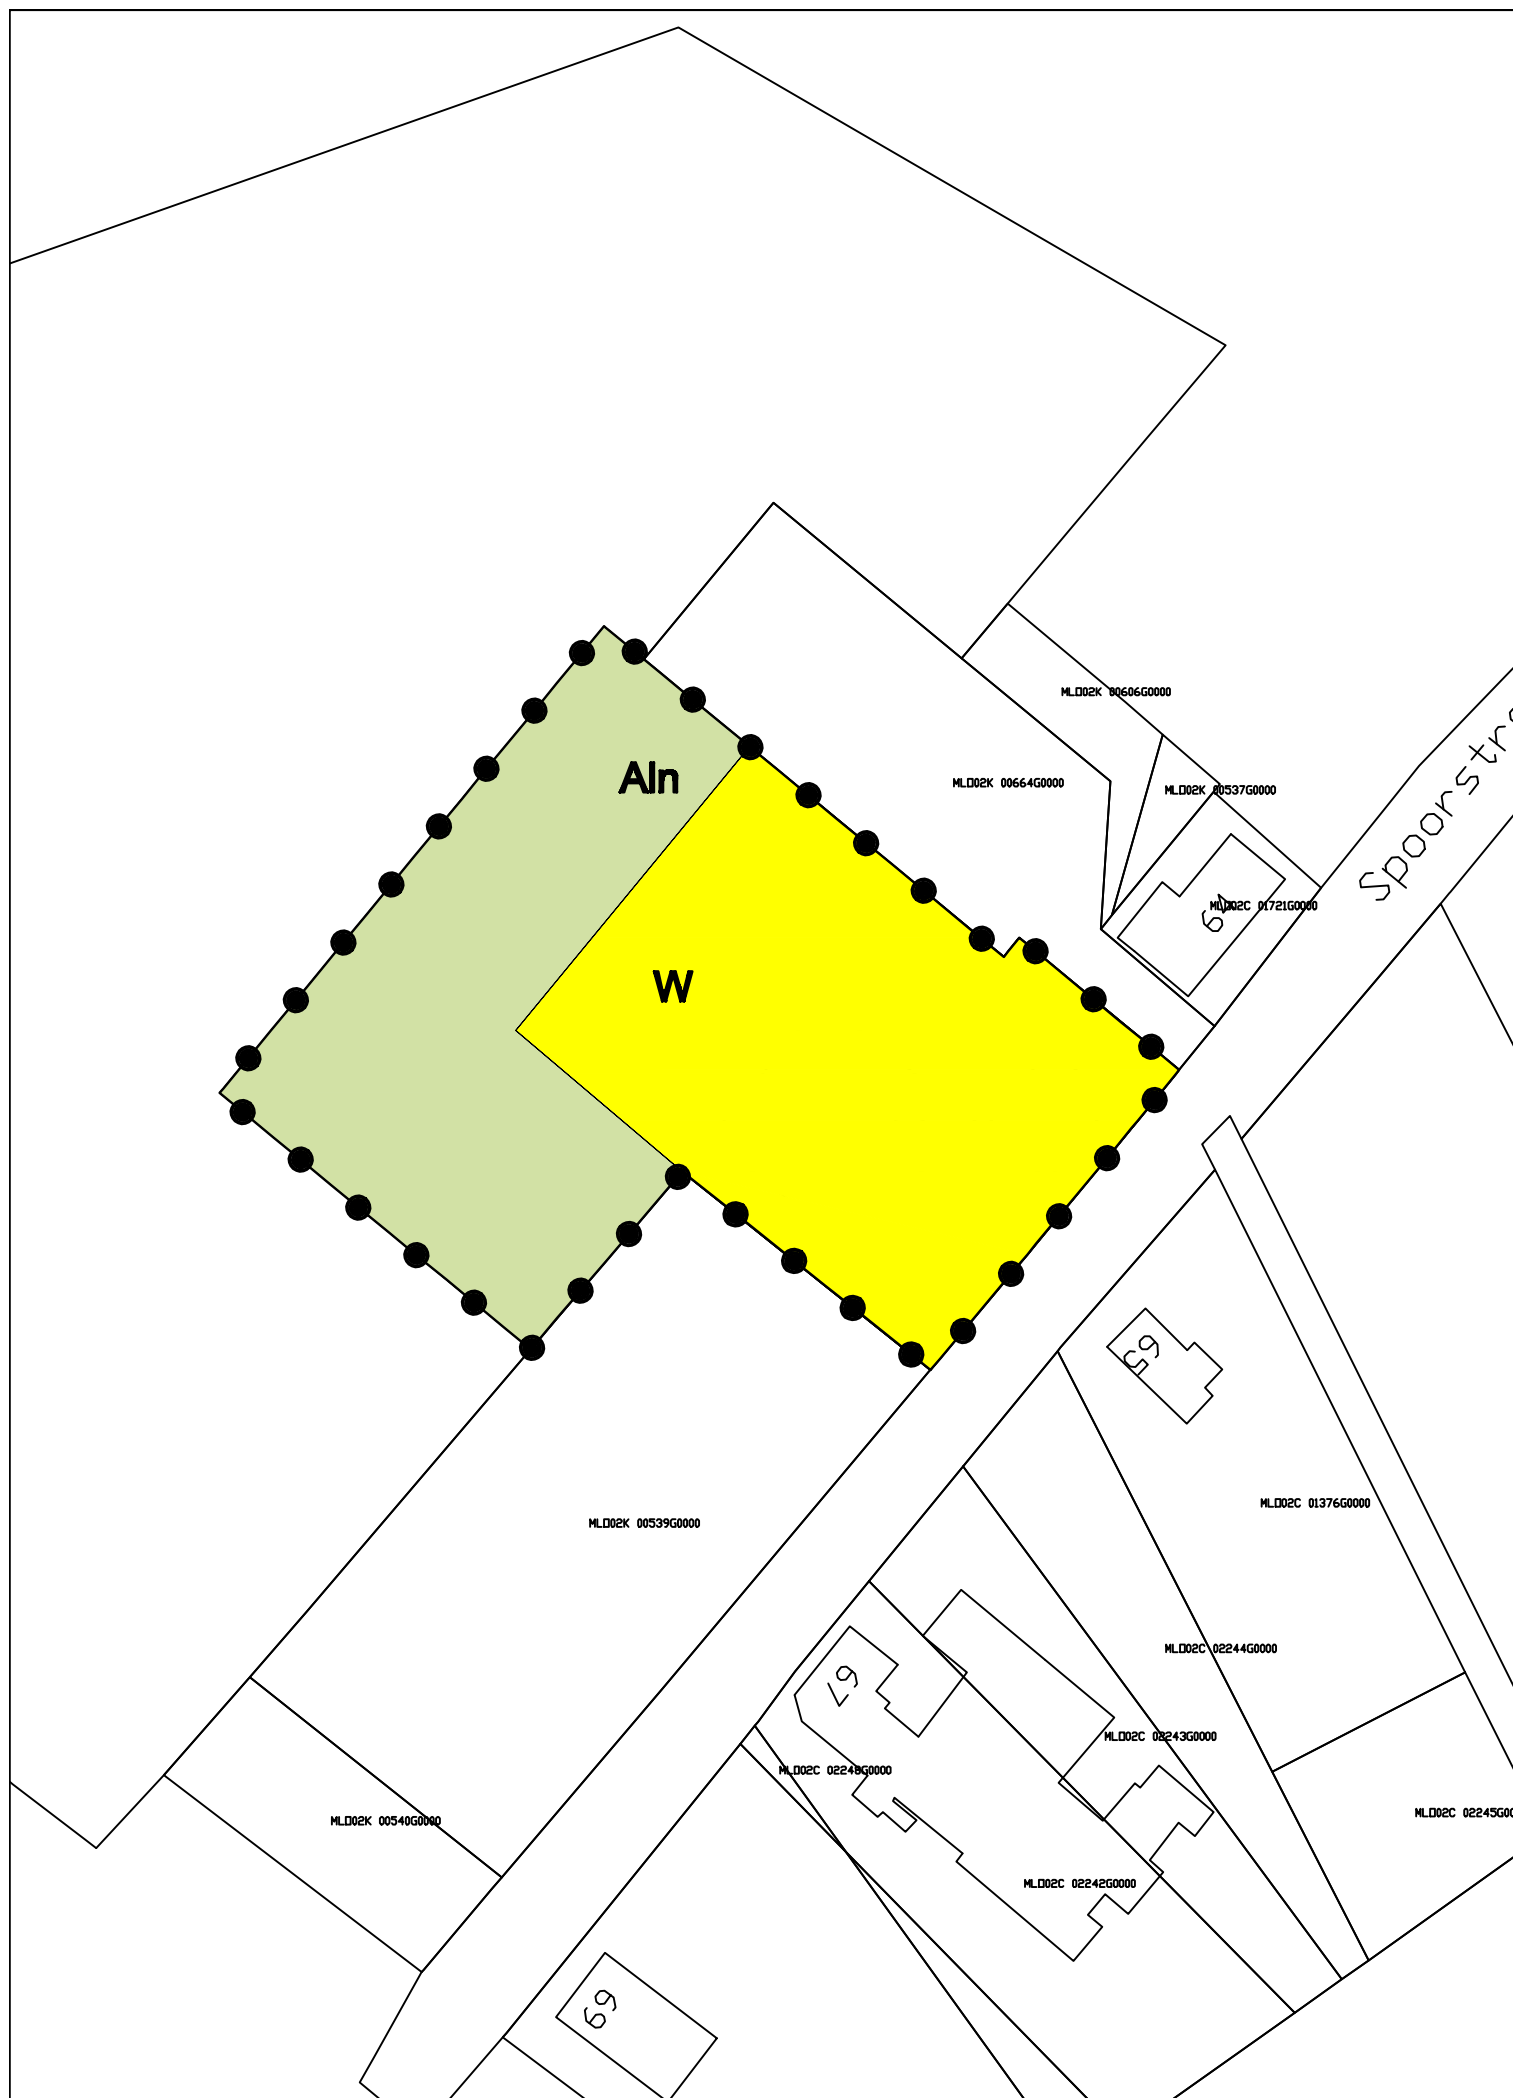 MLD02K 00606G0000
Aln
MLD02K 00664G0000
MLD02K 00537G0000
Spoorstr
MLD02C 01721G0000
W
65
MLD02C 01376G0000
MLD02K 00539G0000
MLD02C 02244G0000
67
MLD02C 02243G0000
MLD02C 02248G0000
MLD02C 02245G00
MLD02K 00540G0000
MLD02C 02242G0000
69